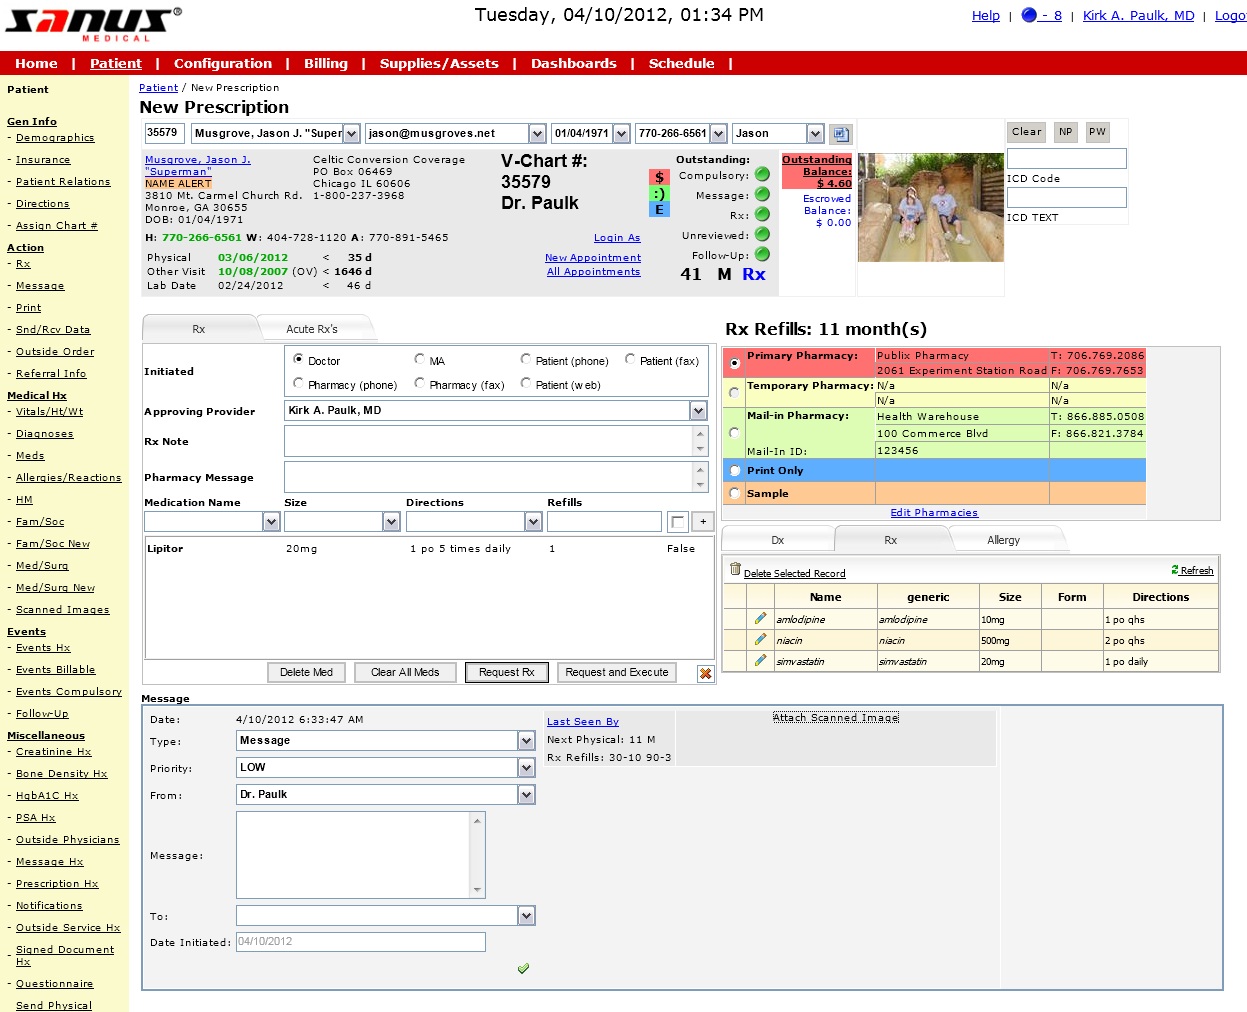 sanus®
MEDICAL
Tuesday, 04/10/2012, 01:34 PM
Help | - 8 | Kirk A. Paulk, MD | Logo
Home | Patient | Configuration | Billing | Supplies/Assets | Dashboards | Schedule |
Patient
Gen Info
- Demographics
- Insurance
- Patient Relations
- Directions
- Assign Chart #
Action
- Rx
- Message
- Print
- Snd/Rcv Data
- Outside Order
- Referral Info
Medical Hx
- Vitals/Ht/Wt
- Diagnoses
- Meds
- Allergies/Reactions
- HM
- Fam/Soc
- Fam/Soc New
- Med/Surg
- Med/Surg New
- Scanned Images
Events
- Events Hx
- Events Billable
- Events Compulsory
- Follow-Up
Miscellaneous
- Creatinine Hx
- Bone Density Hx
- HgbA1C Hx
- PSA Hx
- Outside Physicians
- Message Hx
- Prescription Hx
- Notifications
- Outside Service Hx
- Signed Document
Hx
- Questionnaire
Send Physical
Patient / New Prescription
New Prescription
35579 Musgrove, Jason J. "Super jason@musgroves.net 01/04/1971 770-266-6561 Jason
Musgrove, Jason J.
"Superman"
NAME ALERT
3810 Mt. Carmel Church Rd.
Monroe, GA 30655
DOB: 01/04/1971
Celtic Conversion Coverage
PO Box 06469
Chicago IL 60606
1-800-237-3968
V-Chart #:
35579
Dr. Paulk
$
:)
E
H: 770-266-6561 W: 404-728-1120 A: 770-891-5465
Physical 03/06/2012 < 35 d
Other Visit 10/08/2007 (OV) < 1646 d
Lab Date 02/24/2012 < 46 d
Login As
New Appointment
All Appointments
Outstanding:
Compulsory:
Message:
Rx:
Unreviewed:
Follow-Up:
41 M Rx
Outstanding
Balance:
$ 4.60
Escrowed
Balance:
$ 0.00
Clear NP PW
ICD Code
ICD TEXT
Rx Acute Rx's
Initiated
Doctor MA Patient (phone) Patient (fax)
Pharmacy (phone) Pharmacy (fax) Patient (web)
Approving Provider Kirk A. Paulk, MD
Rx Note
Pharmacy Message
Medication Name Size Directions Refills
+
Lipitor 20mg 1 po 5 times daily 1 False
Delete Med Clear All Meds Request Rx Request and Execute
Rx Refills: 11 month(s)
Primary Pharmacy: Publix Pharmacy T: 706.769.2086
2061 Experiment Station Road F: 706.769.7653
Temporary Pharmacy: N/a N/a
N/a N/a
Mail-in Pharmacy: Health Warehouse T: 866.885.0508
100 Commerce Blvd F: 866.821.3784
Mail-In ID: 123456
Print Only
Sample
Edit Pharmacies
Dx Rx Allergy
Delete Selected Record Refresh
Name generic Size Form Directions
amlodipine amlodipine 10mg 1 po qhs
niacin niacin 500mg 2 po qhs
simvastatin simvastatin 20mg 1 po daily
Message
Date: 4/10/2012 6:33:47 AM
Type: Message
Priority: LOW
From: Dr. Paulk
Message:
To:
Date Initiated: 04/10/2012
Last Seen By
Next Physical: 11 M
Rx Refills: 30-10 90-3
Attach Scanned Image